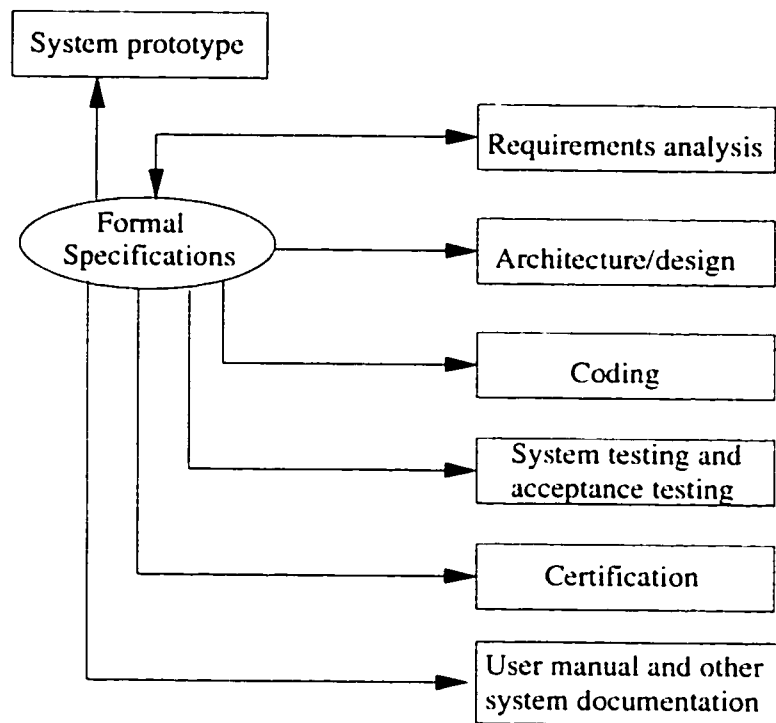 System prototype
Requirements analysis
Formal
Specifications
Architecture/design
Coding
System testing and
acceptance testing
Certification
User manual and other
system documentation